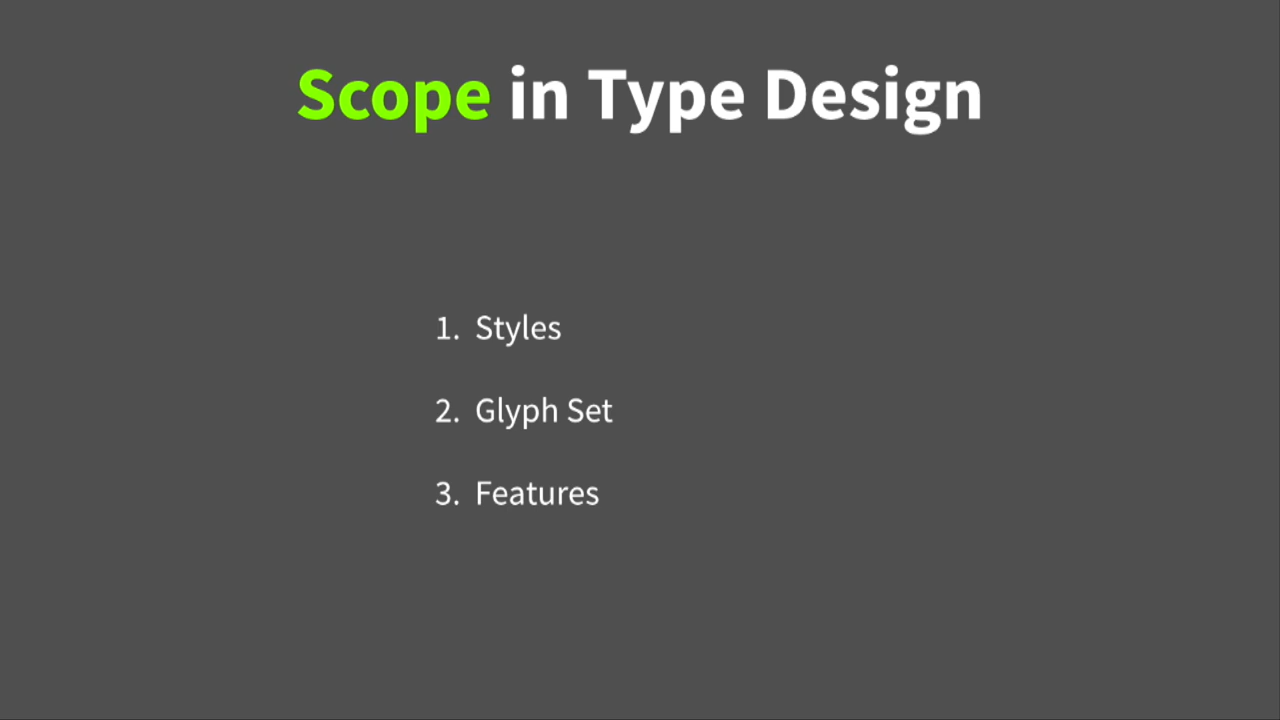 Scope in Type Design
1. Styles
2. Glyph Set
3. Features